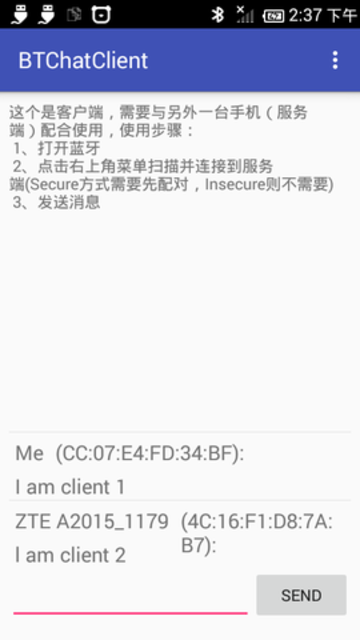 2:37 下午
BTChatClient
这个是客户端，需要与另外一台手机（服务
端）配合使用，使用步骤：
1、打开蓝牙
2、点击右上角菜单扫描并连接到服务
端(Secure方式需要先配对，Insecure则不需要)
3、发送消息
Me (CC:07:E4:FD:34:BF):
I am client 1
ZTE A2015_1179 (4C:16:F1:D8:7A:
B7):
I am client 2
SEND